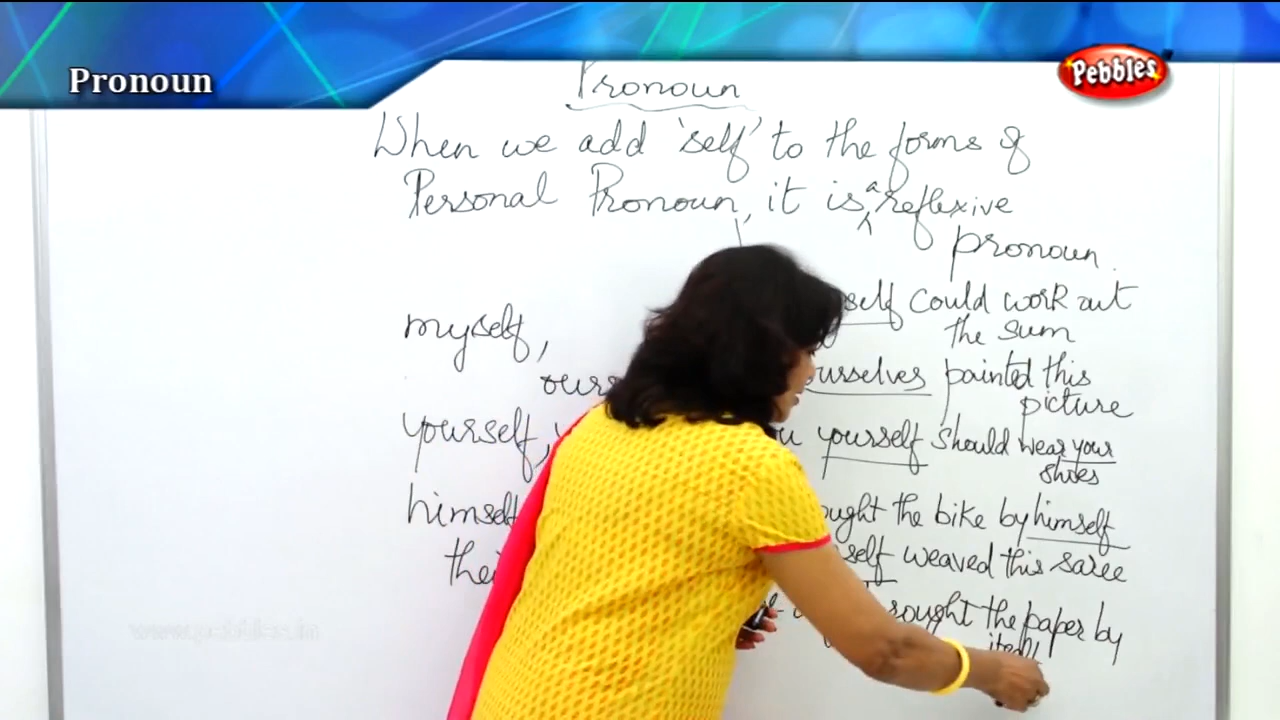 Pronoun
Pebbles
Pronoun
When we add 'self' to the forms of
Personal Pronoun, it is a reflexive
pronoun.
self could work out
the sum
myself,
ourselves painted this
picture
yourself,
yourself should wear your
shoes
himself
the bike by himself
self weaved this saree
the paper by
www.pebbles.in